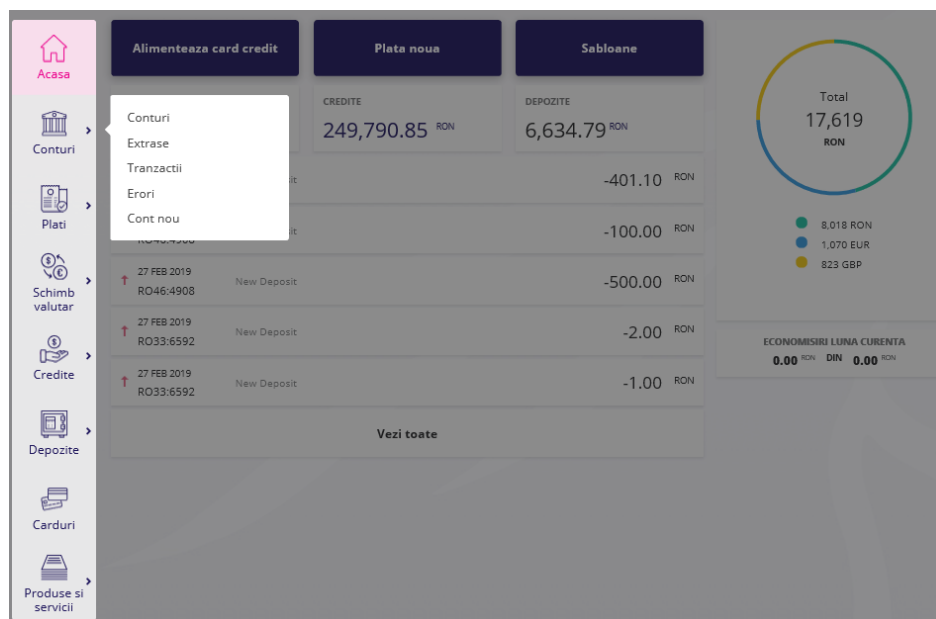 Acasa
Conturi
Plati
Schimb
valutar
Credite
Depozite
Carduri
Produse si
servicii
Alimenteaza card credit
Plata noua
Sabloane
Conturi
Extrase
Tranzactii
Erori
Cont nou
CREDITE
249,790.85 RON
DEPOZITE
6,634.79 RON
-401.10 RON
-100.00 RON
27 FEB 2019
RO46:4908
New Deposit
-500.00 RON
27 FEB 2019
RO33:6592
New Deposit
-2.00 RON
27 FEB 2019
RO33:6592
New Deposit
-1.00 RON
Vezi toate
Total
17,619
RON
8,018 RON
1,070 EUR
823 GBP
ECONOMISIRI LUNA CURENTA
0.00 RON DIN 0.00 RON